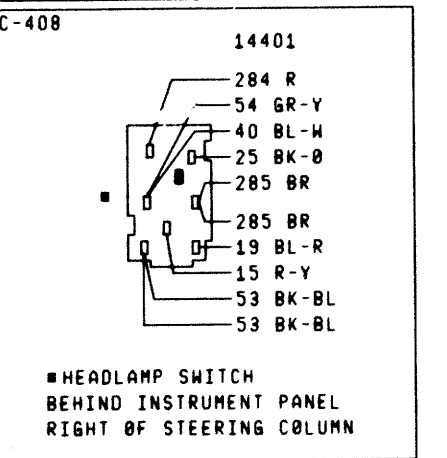 C-408
14401
284 R
54 GR-Y
40 BL-W
25 BK-0
285 BR
285 BR
19 BL-R
15 R-Y
53 BK-BL
53 BK-BL
■HEADLAMP SWITCH
BEHIND INSTRUMENT PANEL
RIGHT OF STEERING COLUMN